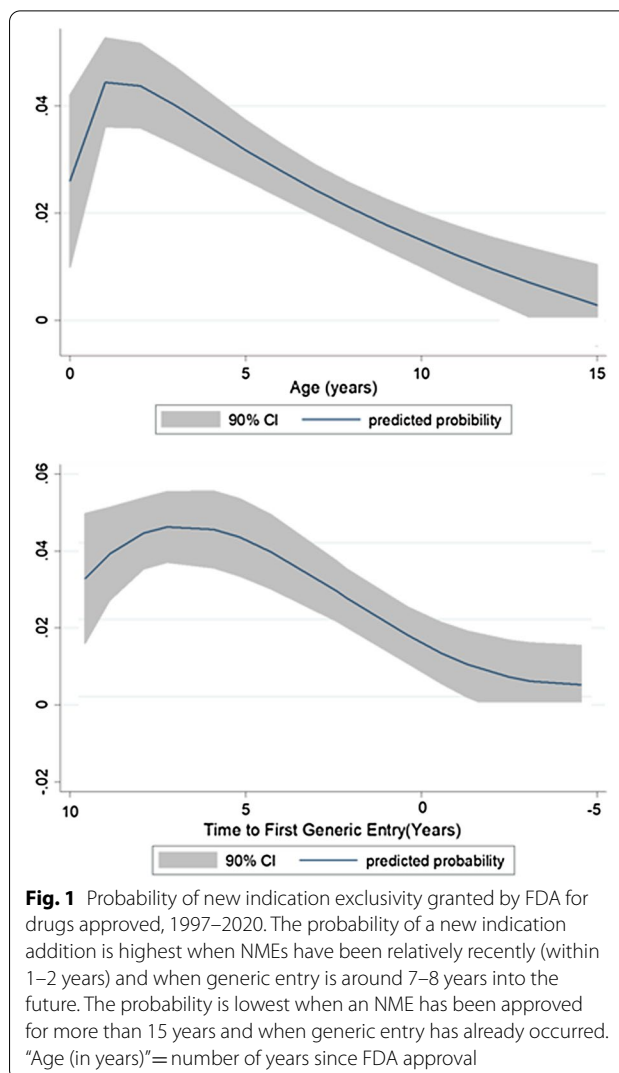 .04
.02
0
0
5
10
15
Age (years)
90% CI
predicted probibility
.06
.04
.02
0
-.02
10
5
0
-5
Time to First Generic Entry(Years)
90% CI
predicted probability
Fig. 1 Probability of new indication exclusivity granted by FDA for
drugs approved, 1997–2020. The probability of a new indication
addition is highest when NMEs have been relatively recently (within
1–2 years) and when generic entry is around 7–8 years into the
future. The probability is lowest when an NME has been approved
for more than 15 years and when generic entry has already occurred.
"Age (in years)"= number of years since FDA approval